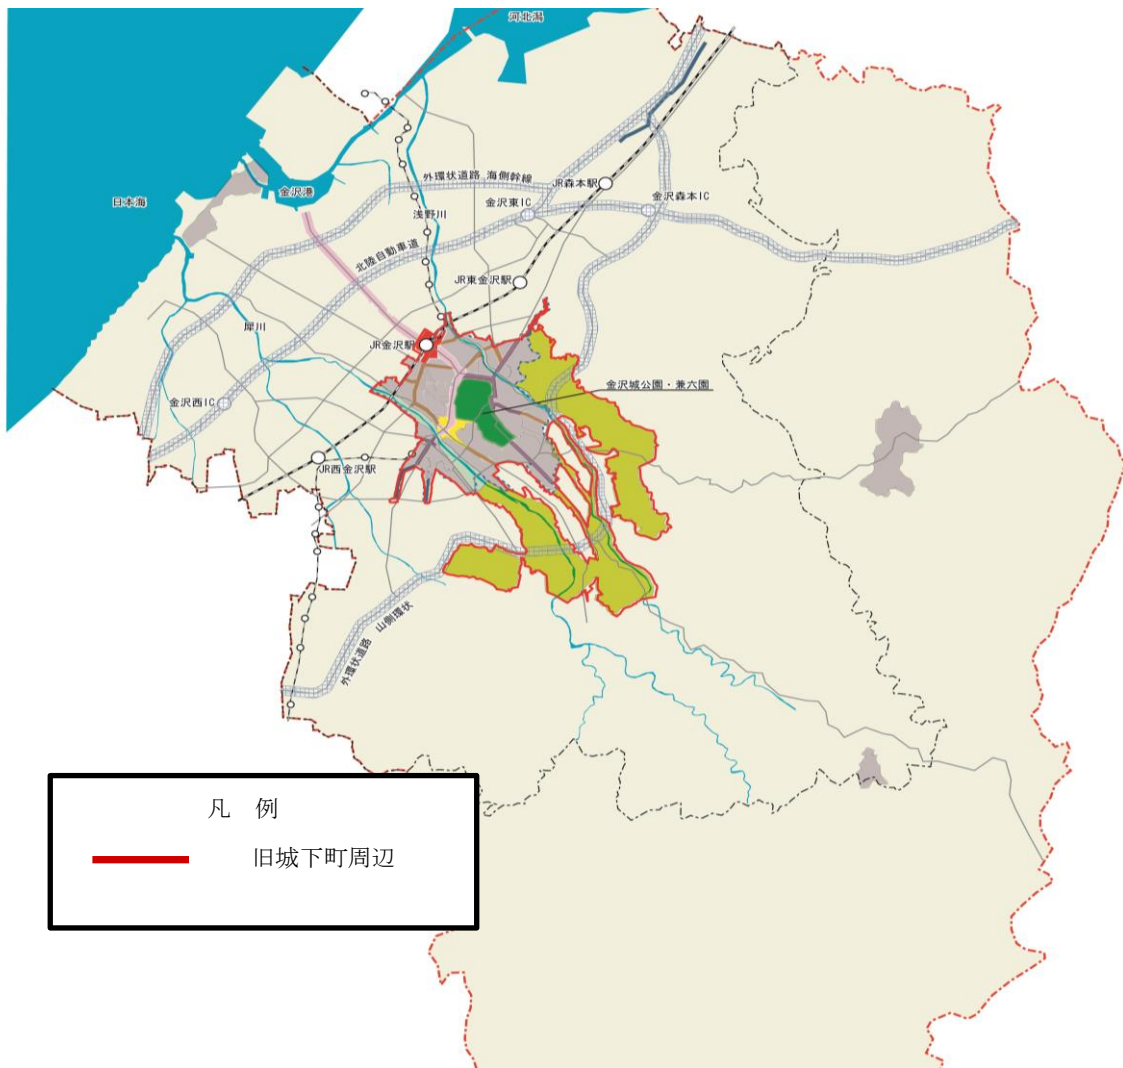 河北潟
外環状道路 海側幹線
JR森本駅
金沢港
金沢森本IC
日本海
金沢東IC
浅野川
北陸自動車道
JR東金沢駅
犀川
JR金沢駅
金沢城公園・兼六園
金沢西IC
JR西金沢駅
外環状道路 山側環状
凡 例
旧城下町周辺